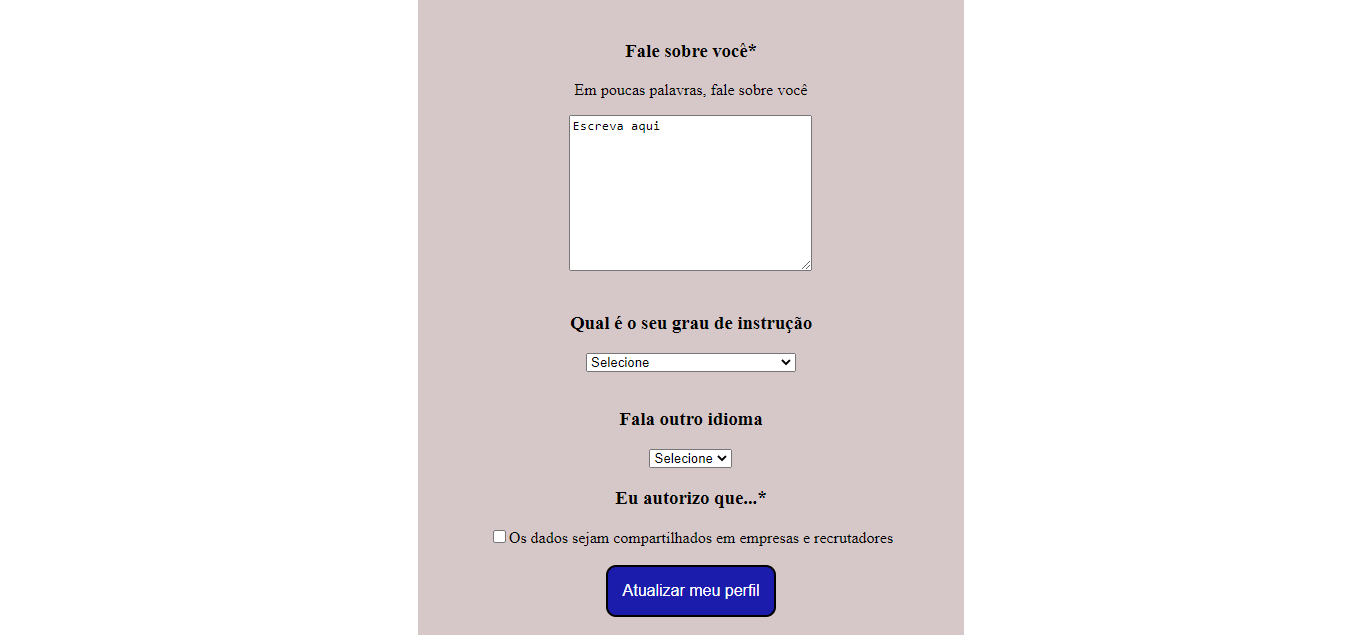 Fale sobre você*
Em poucas palavras, fale sobre você
Escreva aqui
Qual é o seu grau de instrução
Selecione
Fala outro idioma
Selecione
Eu autorizo que...*
Os dados sejam compartilhados em empresas e recrutadores
Atualizar meu perfil